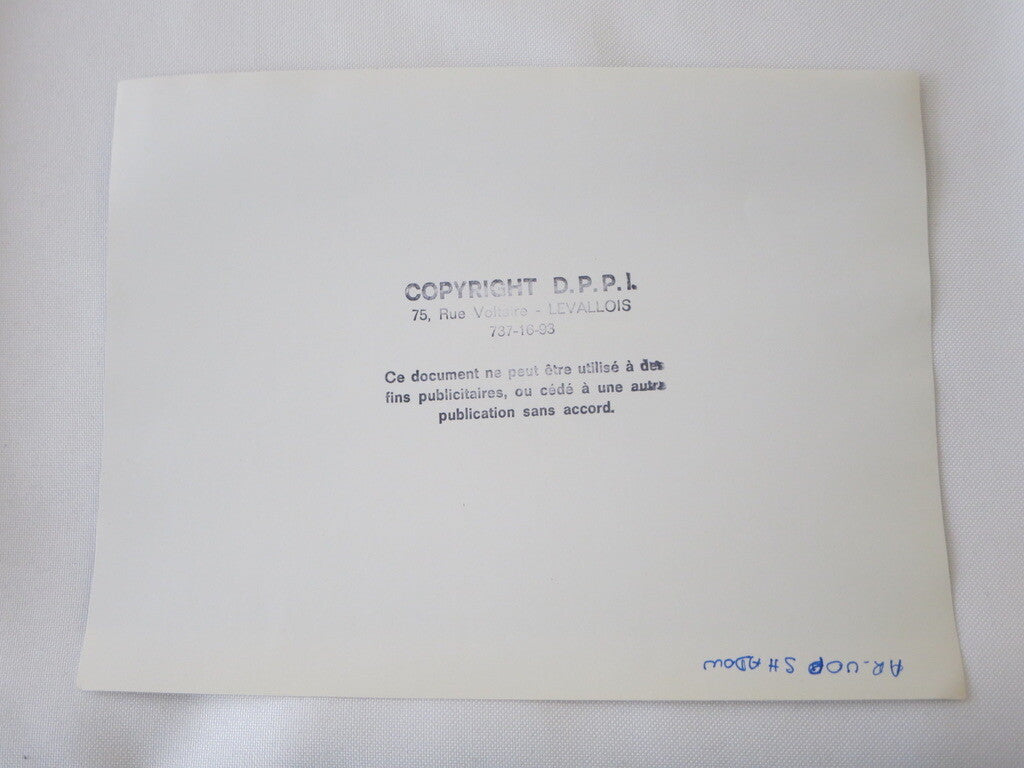 COPYRIGHT D.P.P.I.
75, Rue Voltaire - LEVALLOIS
737-16-93
Ce document ne peut être utilisé à des
fins publicitaires, ou cédé à une autre
publication sans accord.
AR-UOP SHADOW